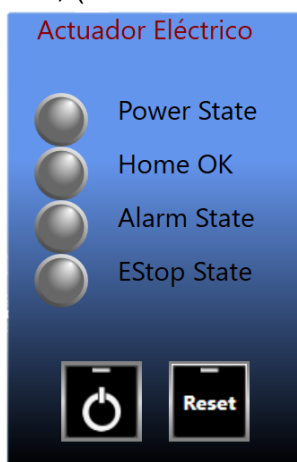 Actuador Eléctrico
Power State
Home OK
Alarm State
EStop State
Reset